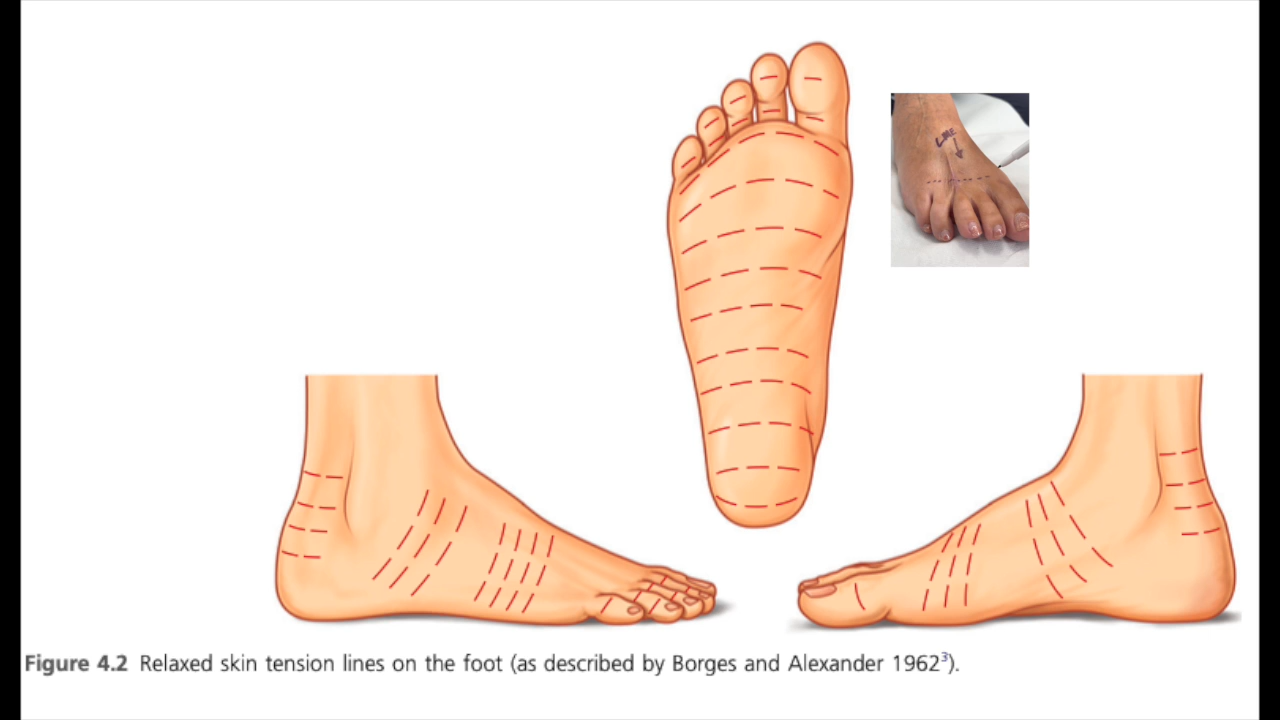 Figure 4.2 Relaxed skin tension lines on the foot (as described by Borges and Alexander 1962³).